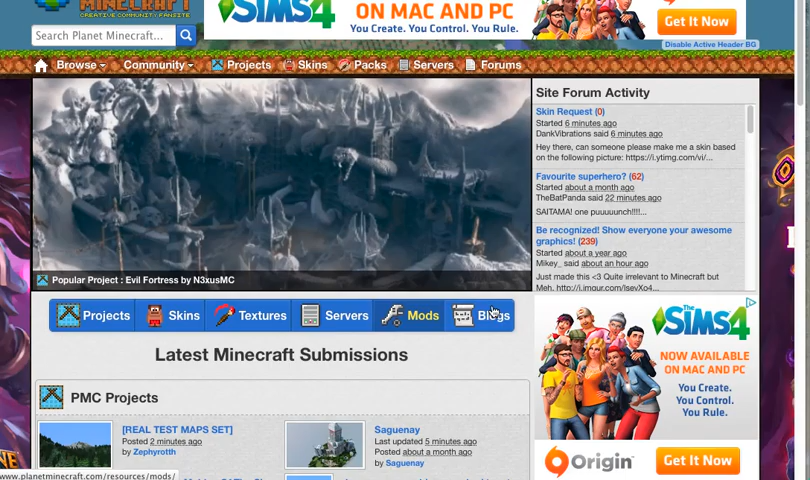 MINECRAFT
CREATIVE COMMUNITY FANSITE
SIMS 4
ON MAC AND PC
You Create. You Control. You Rule.
Get It Now
Search Planet Minecraft...
Disable Active Header BG
Browse
Community
Projects
Skins
Packs
Servers
Forums
Popular Project : Evil Fortress by N3xusMC
Site Forum Activity
Skin Request (0)
Started 6 minutes ago
DankVibrations said 6 minutes ago
Hey there, can someone please make me a skin based
on the following picture: https://i.ytimg.com/vi/...
Favourite superhero? (62)
Started about a month ago
TheBatPanda said 22 minutes ago
SAITAMA! one puuuuunch!!!!...
Be recognized! Show everyone your awesome
graphics! (239)
Started about a year ago
Mikey_ said about an hour ago
Just made this <3 Quite irrelevant to Minecraft but
Projects
Skins
Textures
Servers
Mods
Blogs
Latest Minecraft Submissions
PMC Projects
[REAL TEST MAPS SET]
Posted 2 minutes ago
by Zephyrotth
Saguenay
Last updated 5 minutes ago
Posted about a month ago
by Saguenay
The SIMS 4
NOW AVAILABLE
ON MAC AND PC
You Create.
You Control.
You Rule.
Origin
Get It Now
www.planetminecraft.com/resources/mods/